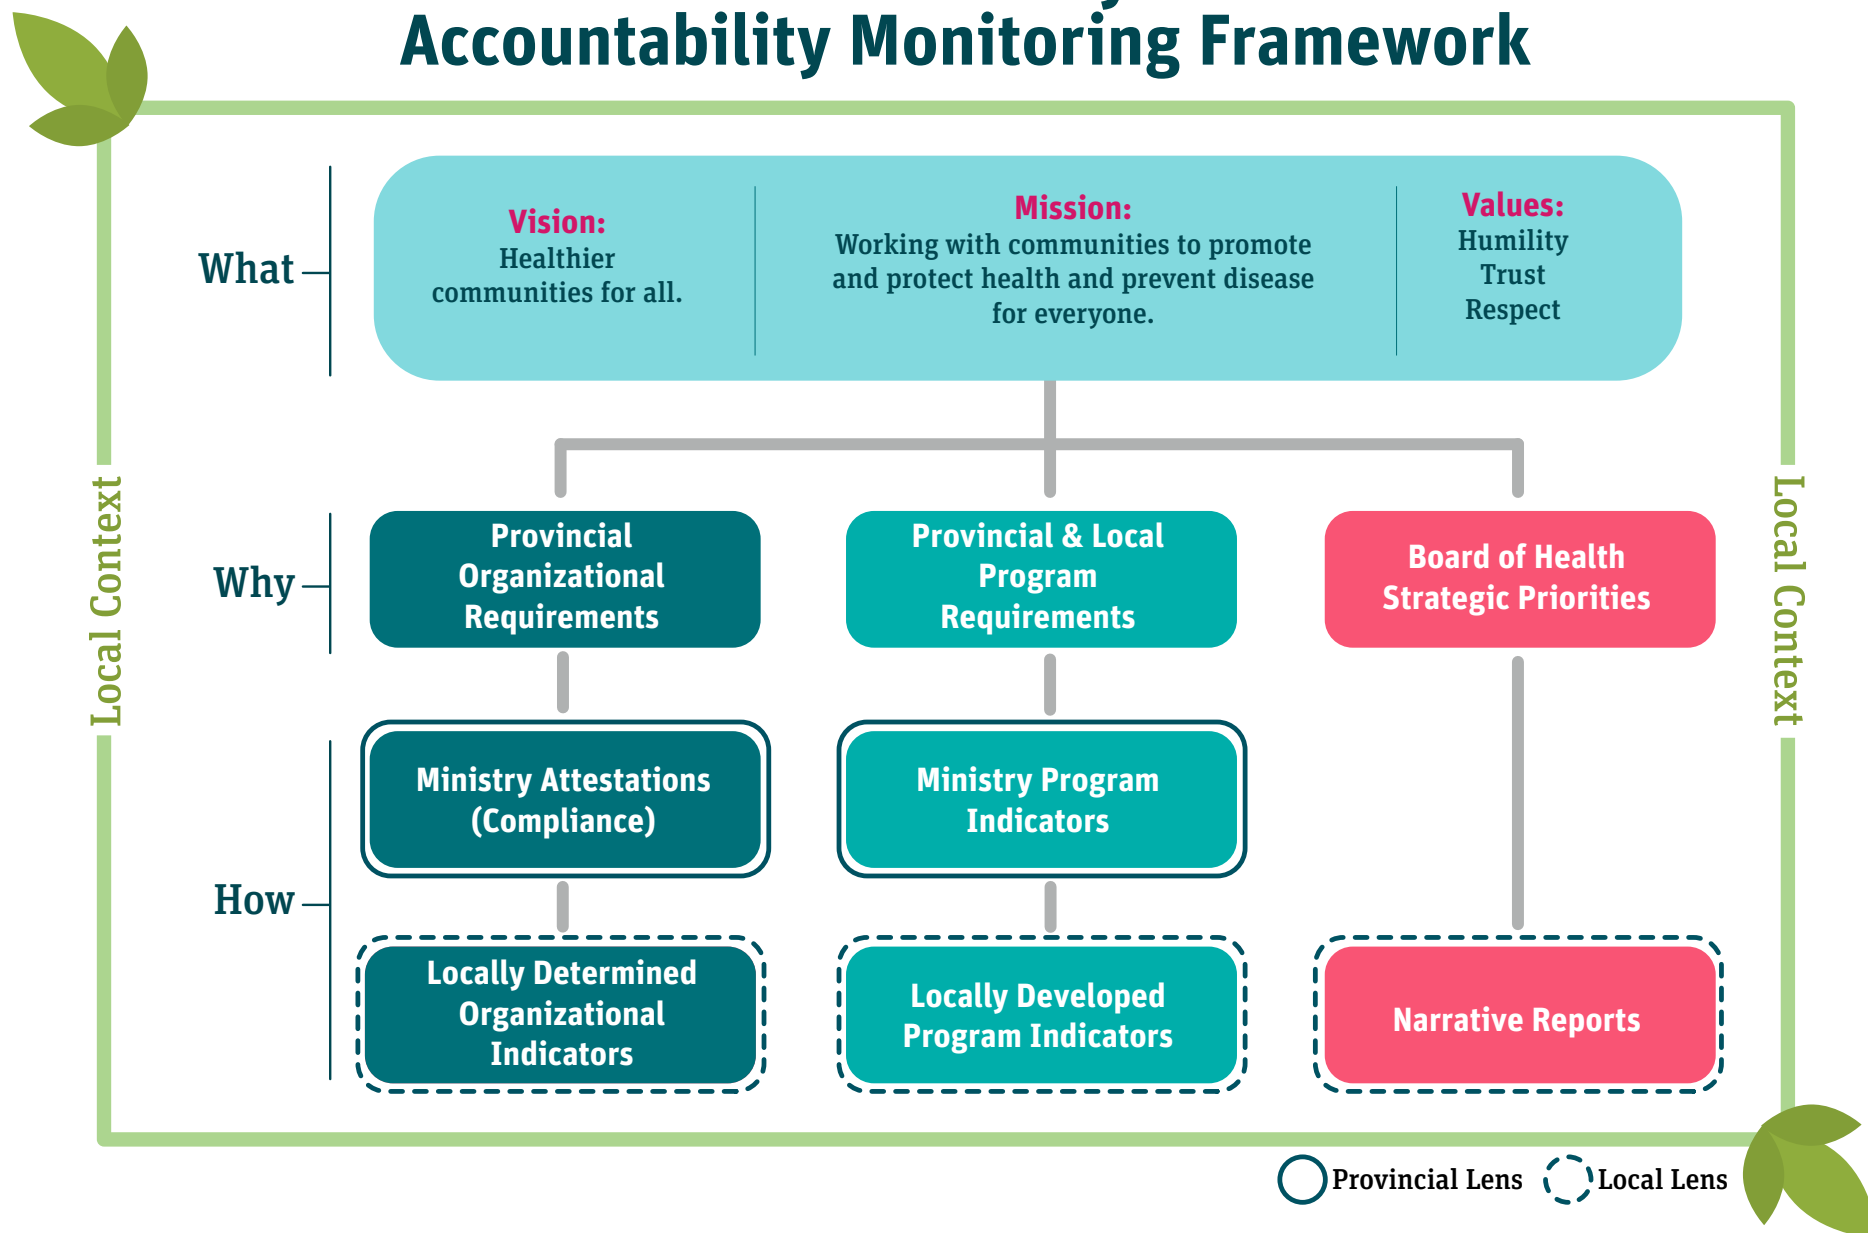 Accountability Monitoring Framework
What
Vision:
Healthier
communities for all.
Mission:
Working with communities to promote
and protect health and prevent disease
for everyone.
Values:
Humility
Trust
Respect
Local Context
Local Context
Why
Provincial
Organizational
Requirements
Provincial & Local
Program
Requirements
Board of Health
Strategic Priorities
How
Ministry Attestations
(Compliance)
Ministry Program
Indicators
Locally Determined
Organizational
Indicators
Locally Developed
Program Indicators
Narrative Reports
Provincial Lens
Local Lens